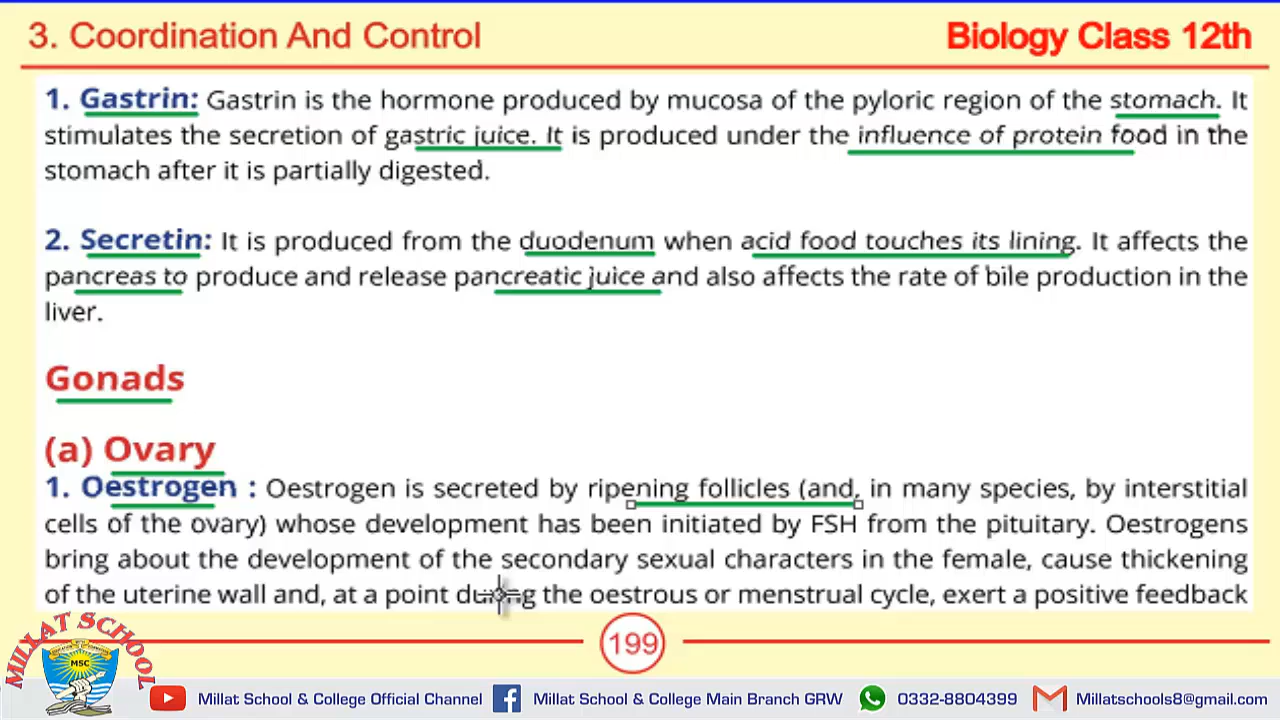 3. Coordination And Control
Biology Class 12th
1. Gastrin: Gastrin is the hormone produced by mucosa of the pyloric region of the stomach. It
stimulates the secretion of gastric juice. It is produced under the influence of protein food in the
stomach after it is partially digested.
2. Secretin: It is produced from the duodenum when acid food touches its lining. It affects the
pancreas to produce and release pancreatic juice and also affects the rate of bile production in the
liver.
Gonads
(a) Ovary
1. Oestrogen : Oestrogen is secreted by ripening follicles (and, in many species, by interstitial
cells of the ovary) whose development has been initiated by FSH from the pituitary. Oestrogens
bring about the development of the secondary sexual characters in the female, cause thickening
of the uterine wall and, at a point during the oestrous or menstrual cycle, exert a positive feedback
199
MILLAT SCHOOL
MSC
Millat School & College Official Channel
Millat School & College Main Branch GRW
0332-8804399
Millatschools8@gmail.com